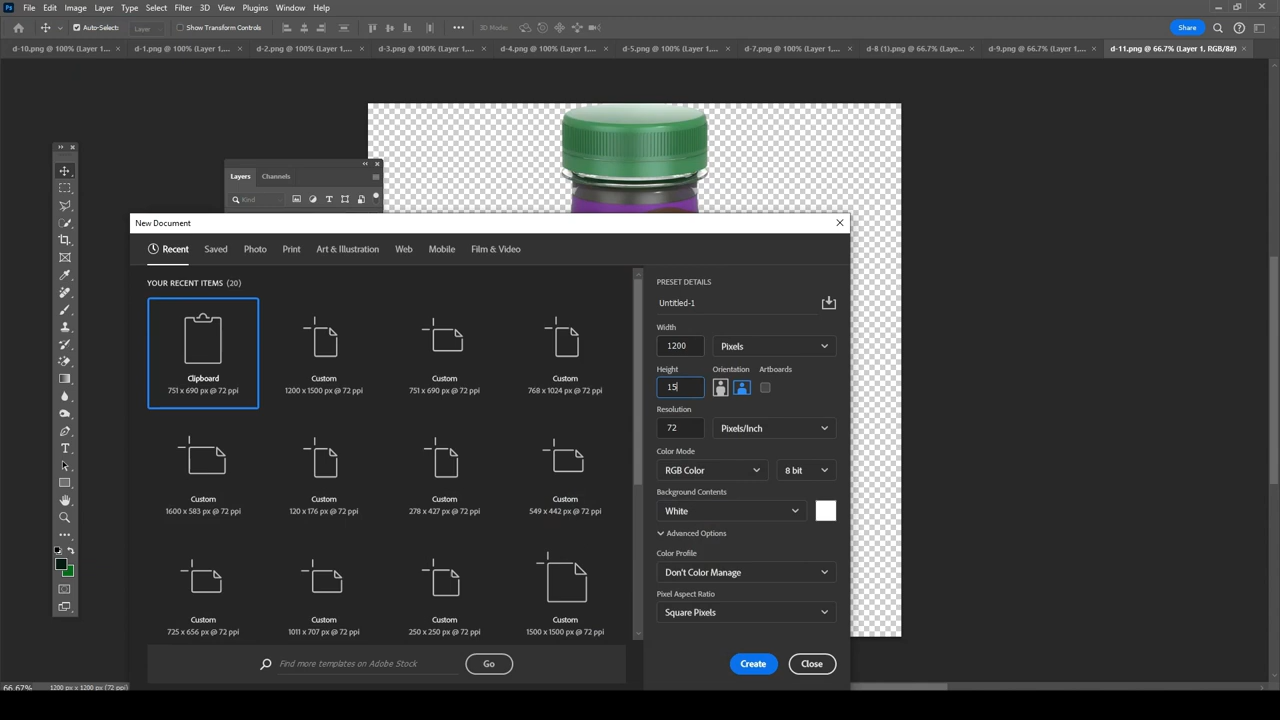 File Edit Image Layer Type Select Filter 3D View Plugins Window Help
Auto-Select: Layer Show Transform Controls 3D Mode: Share
d-10.png @ 100% (Layer 1... d-1.png @ 100% (Layer 1,... d-2.png @ 100% (Layer 1,... d-3.png @ 100% (Layer 1,... d-4.png @ 100% (Layer 1,... d-5.png @ 100% (Layer 1,... d-7.png @ 100% (Layer 1,... d-8 (1) @ 66.7% (Layer 1,... d-9.png @ 66.7% (Layer 1,... d-11.png @ 66.7% (Layer 1, RGB/8#)
Layers Channels
Kind
New Document
Recent Saved Photo Print Art & Illustration Web Mobile Film & Video
YOUR RECENT ITEMS (20)
Clipboard Custom Custom Custom
751 x 690 px @ 72 ppi 1200 x 1500 px @ 72 ppi 751 x 690 px @ 72 ppi 768 x 1024 px @ 72 ppi
Custom Custom Custom Custom
1600 x 583 px @ 72 ppi 120 x 176 px @ 72 ppi 278 x 427 px @ 72 ppi 549 x 442 px @ 72 ppi
Custom Custom Custom Custom
725 x 656 px @ 72 ppi 1011 x 707 px @ 72 ppi 250 x 250 px @ 72 ppi 1500 x 1500 px @ 72 ppi
Find more templates on Adobe Stock Go
PRESET DETAILS
Untitled-1
Width
1200 Pixels
Height Orientation Artboards
15
Resolution
72 Pixels/Inch
Color Mode
RGB Color 8 bit
Background Contents
White
Advanced Options
Color Profile
Don't Color Manage
Pixel Aspect Ratio
Square Pixels
Create Close
66.67% 1200 px x 1200 px (72 ppi)